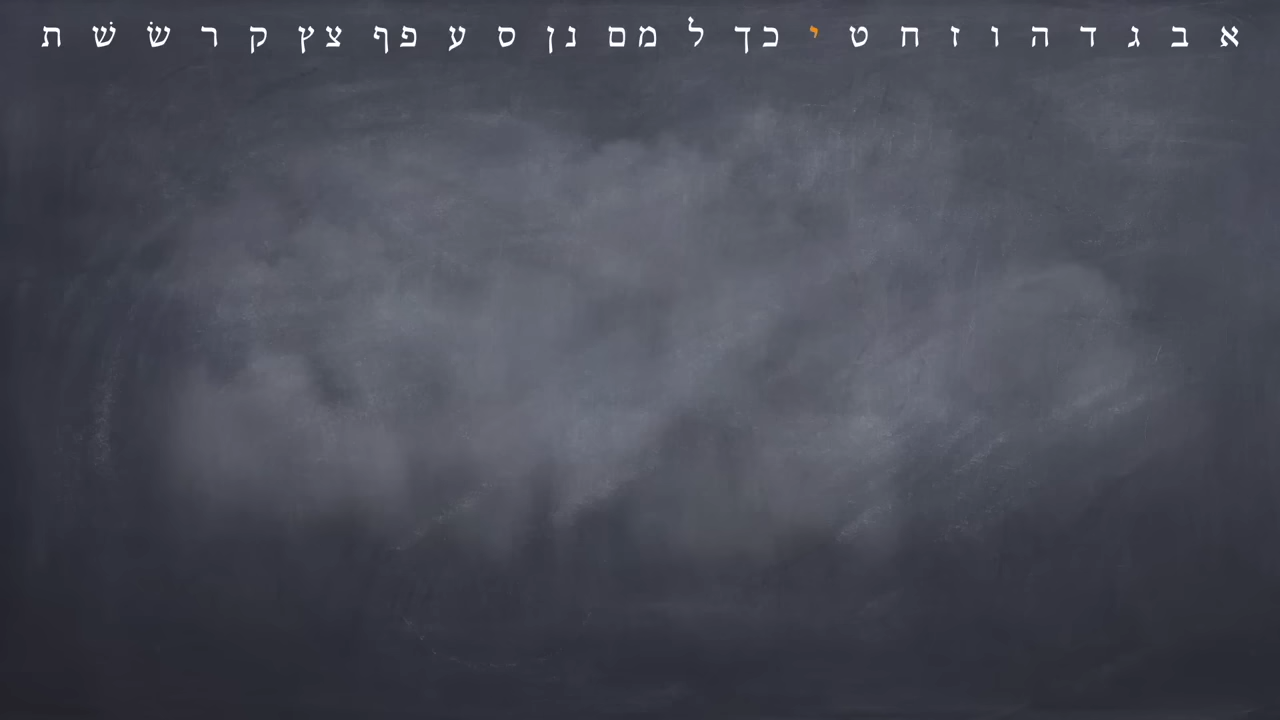 א ב ג ד ה ו ז ח ט י כך ל מם נן ס ע פף צץ ק ר שׂ שׁ ת